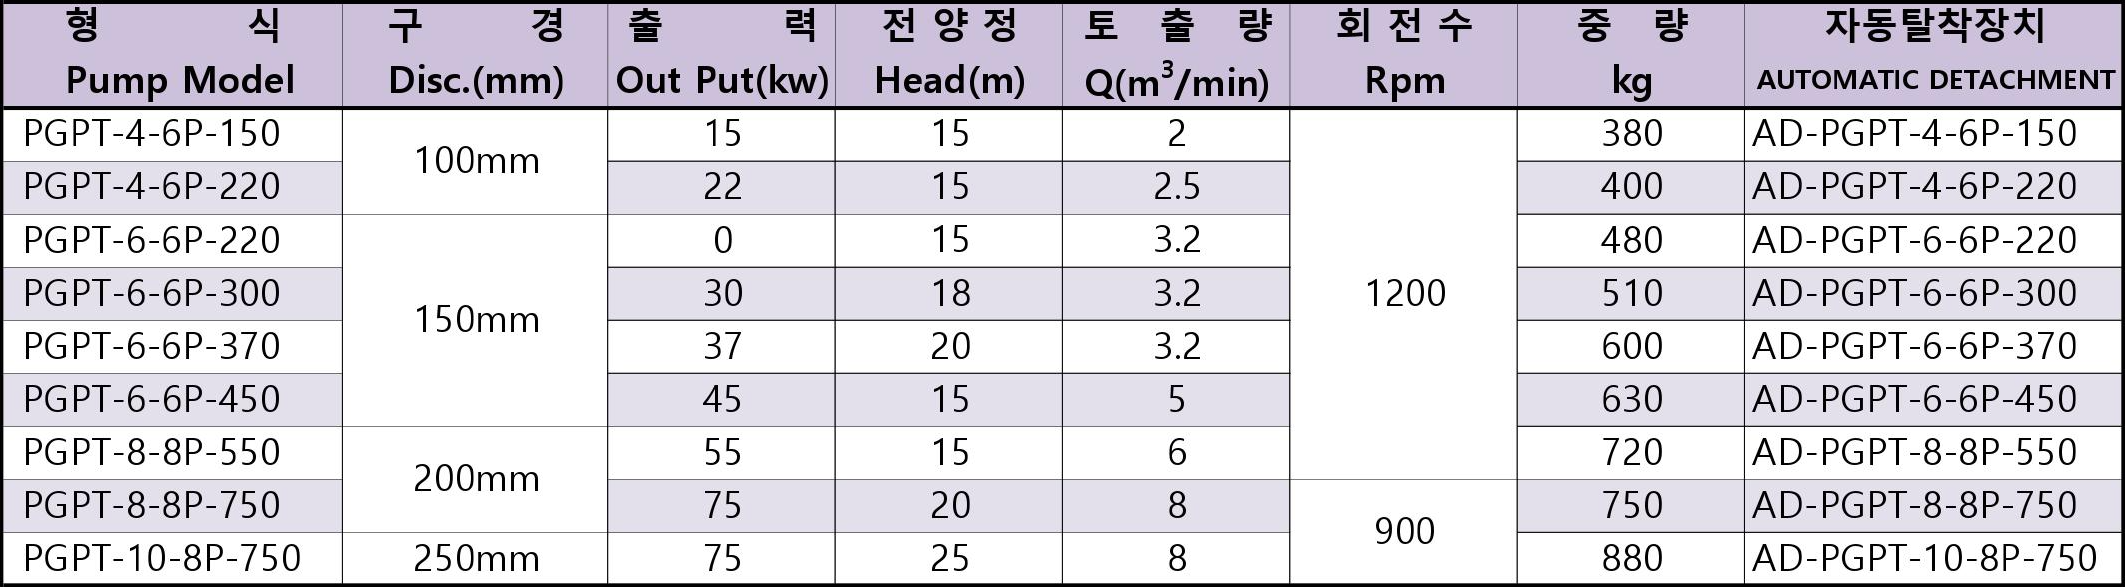 형 식 구 경 출 력 전 양 정 토 출 량 회 전 수 중 량 자동탈착장치
Pump Model Disc.(mm) Out Put(kw) Head(m) Q(m³/min) Rpm kg AUTOMATIC DETACHMENT
PGPT-4-6P-150 100mm 15 15 2 1200 380 AD-PGPT-4-6P-150
PGPT-4-6P-220 22 15 2.5 400 AD-PGPT-4-6P-220
PGPT-6-6P-220 150mm 0 15 3.2 480 AD-PGPT-6-6P-220
PGPT-6-6P-300 30 18 3.2 510 AD-PGPT-6-6P-300
PGPT-6-6P-370 37 20 3.2 600 AD-PGPT-6-6P-370
PGPT-6-6P-450 45 15 5 630 AD-PGPT-6-6P-450
PGPT-8-8P-550 200mm 55 15 6 720 AD-PGPT-8-8P-550
PGPT-8-8P-750 75 20 8 900 750 AD-PGPT-8-8P-750
PGPT-10-8P-750 250mm 75 25 8 880 AD-PGPT-10-8P-750